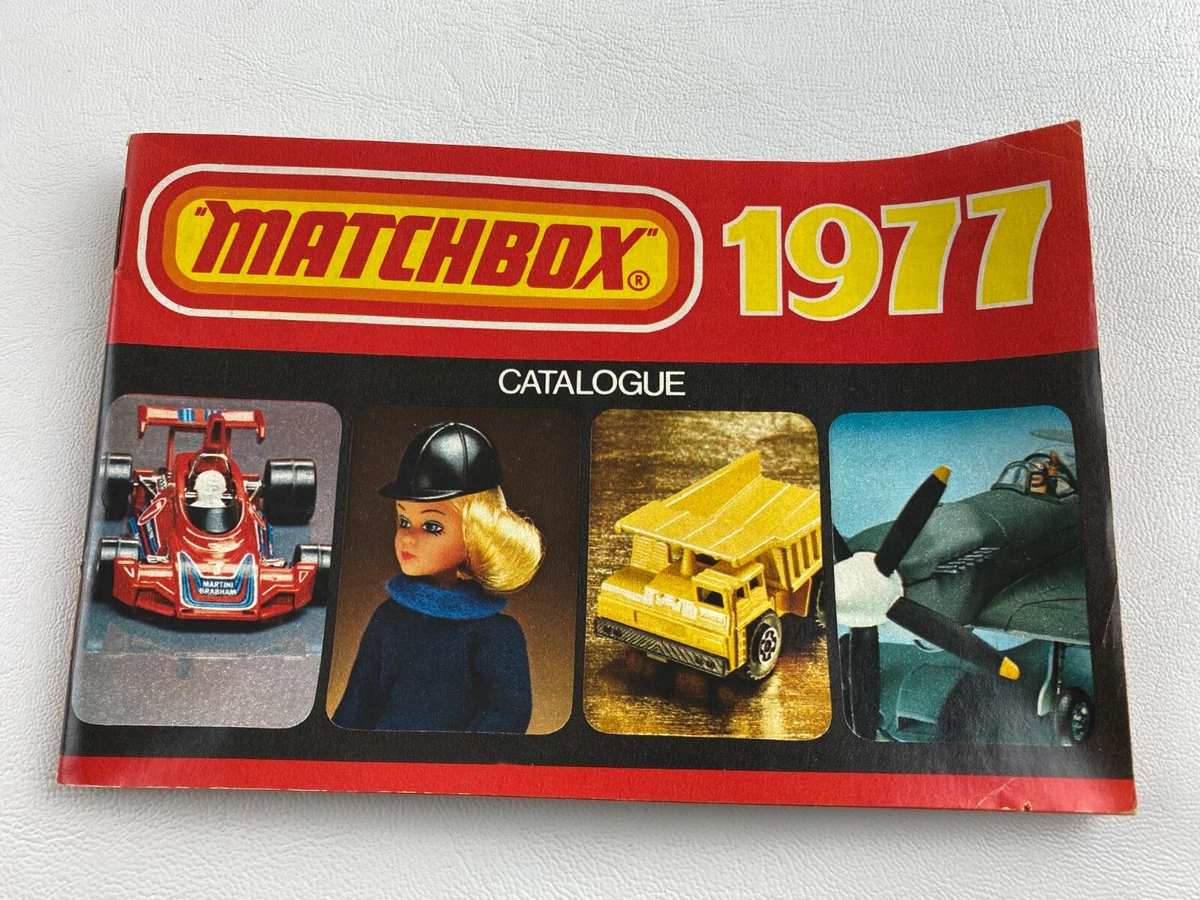 "MATCHBOX"®
1977
CATALOGUE
MARTINI
BRABHAM